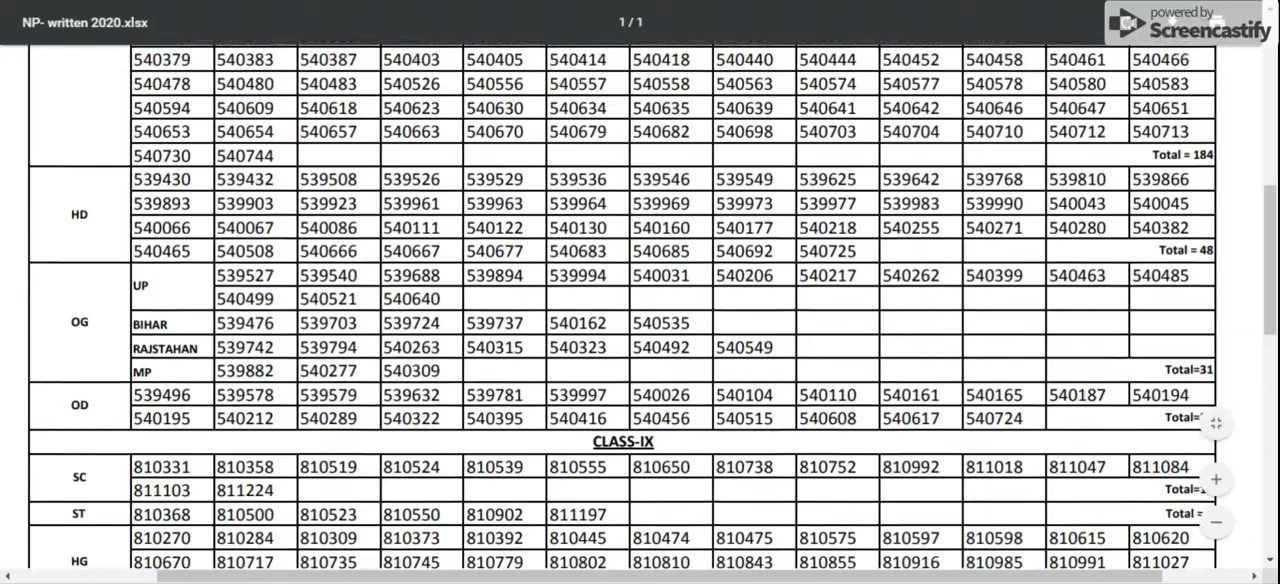 NP- written 2020.xlsx
1 / 1
powered by
Screencastify
540379 540383 540387 540403 540405 540414 540418 540440 540444 540452 540458 540461 540466
540478 540480 540483 540526 540556 540557 540558 540563 540574 540577 540578 540580 540583
540594 540609 540618 540623 540630 540634 540635 540639 540641 540642 540646 540647 540651
540653 540654 540657 540663 540670 540679 540682 540698 540703 540704 540710 540712 540713
540730 540744 Total = 184
539430 539432 539508 539526 539529 539536 539546 539549 539625 539642 539768 539810 539866
539893 539903 539923 539961 539963 539964 539969 539973 539977 539983 539990 540043 540045
HD
540066 540067 540086 540111 540122 540130 540160 540177 540218 540255 540271 540280 540382
540465 540508 540666 540667 540677 540683 540685 540692 540725 Total = 48
UP 539527 539540 539688 539894 539994 540031 540206 540217 540262 540399 540463 540485
540499 540521 540640
OG BIHAR 539476 539703 539724 539737 540162 540535
RAJSTAHAN 539742 539794 540263 540315 540323 540492 540549
MP 539882 540277 540309 Total=31
OD 539496 539578 539579 539632 539781 539997 540026 540104 540110 540161 540165 540187 540194
540195 540212 540289 540322 540395 540416 540456 540515 540608 540617 540724 Total=
CLASS-IX
SC 810331 810358 810519 810524 810539 810555 810650 810738 810752 810992 811018 811047 811084
811103 811224 Total=
ST 810368 810500 810523 810550 810902 811197 Total =
810270 810284 810309 810373 810392 810445 810474 810475 810575 810597 810598 810615 810620
HG 810670 810717 810735 810745 810779 810802 810810 810843 810855 810916 810985 810991 811027